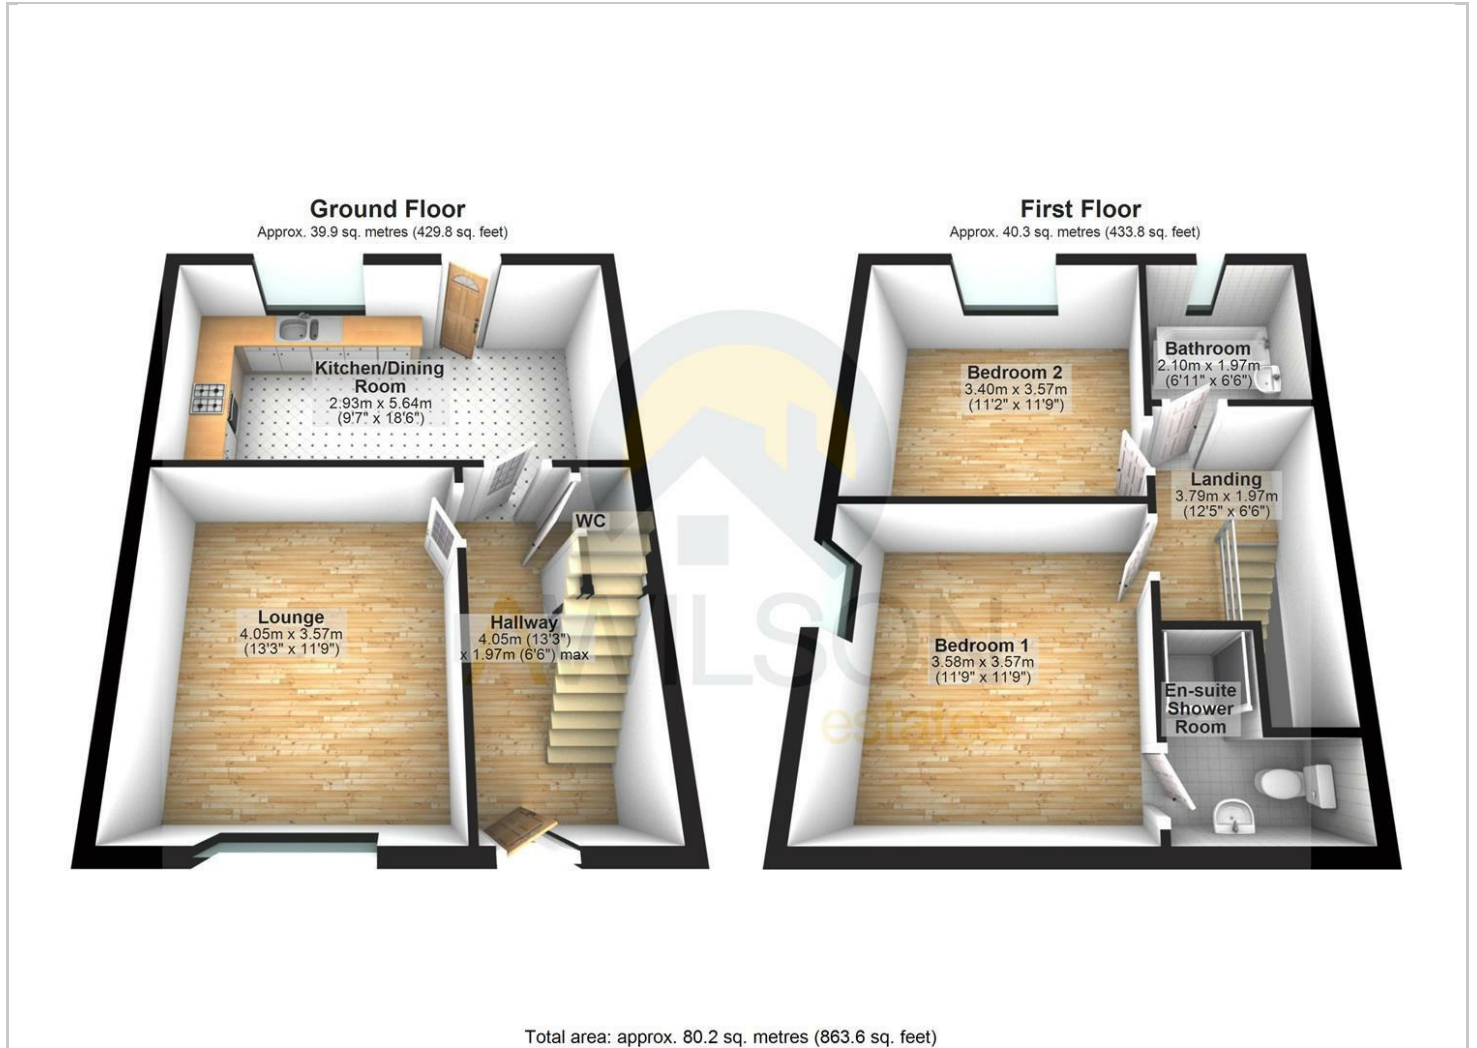 Ground Floor
Approx. 39.9 sq. metres (429.8 sq. feet)
Kitchen/Dining
Room
2.93m x 5.64m
(9'7" x 18'6")
WC
Lounge
4.05m x 3.57m
(13'3" x 11'9")
Hallway
4.05m (13'3")
x 1.97m (6'6") max
First Floor
Approx. 40.3 sq. metres (433.8 sq. feet)
Bedroom 2
3.40m x 3.57m
(11'2" x 11'9")
Bathroom
2.10m x 1.97m
(6'11" x 6'6")
Landing
3.79m x 1.97m
(12'5" x 6'6")
Bedroom 1
3.58m x 3.57m
(11'9" x 11'9")
En-suite
Shower
Room
AWILSON
estates
Total area: approx. 80.2 sq. metres (863.6 sq. feet)